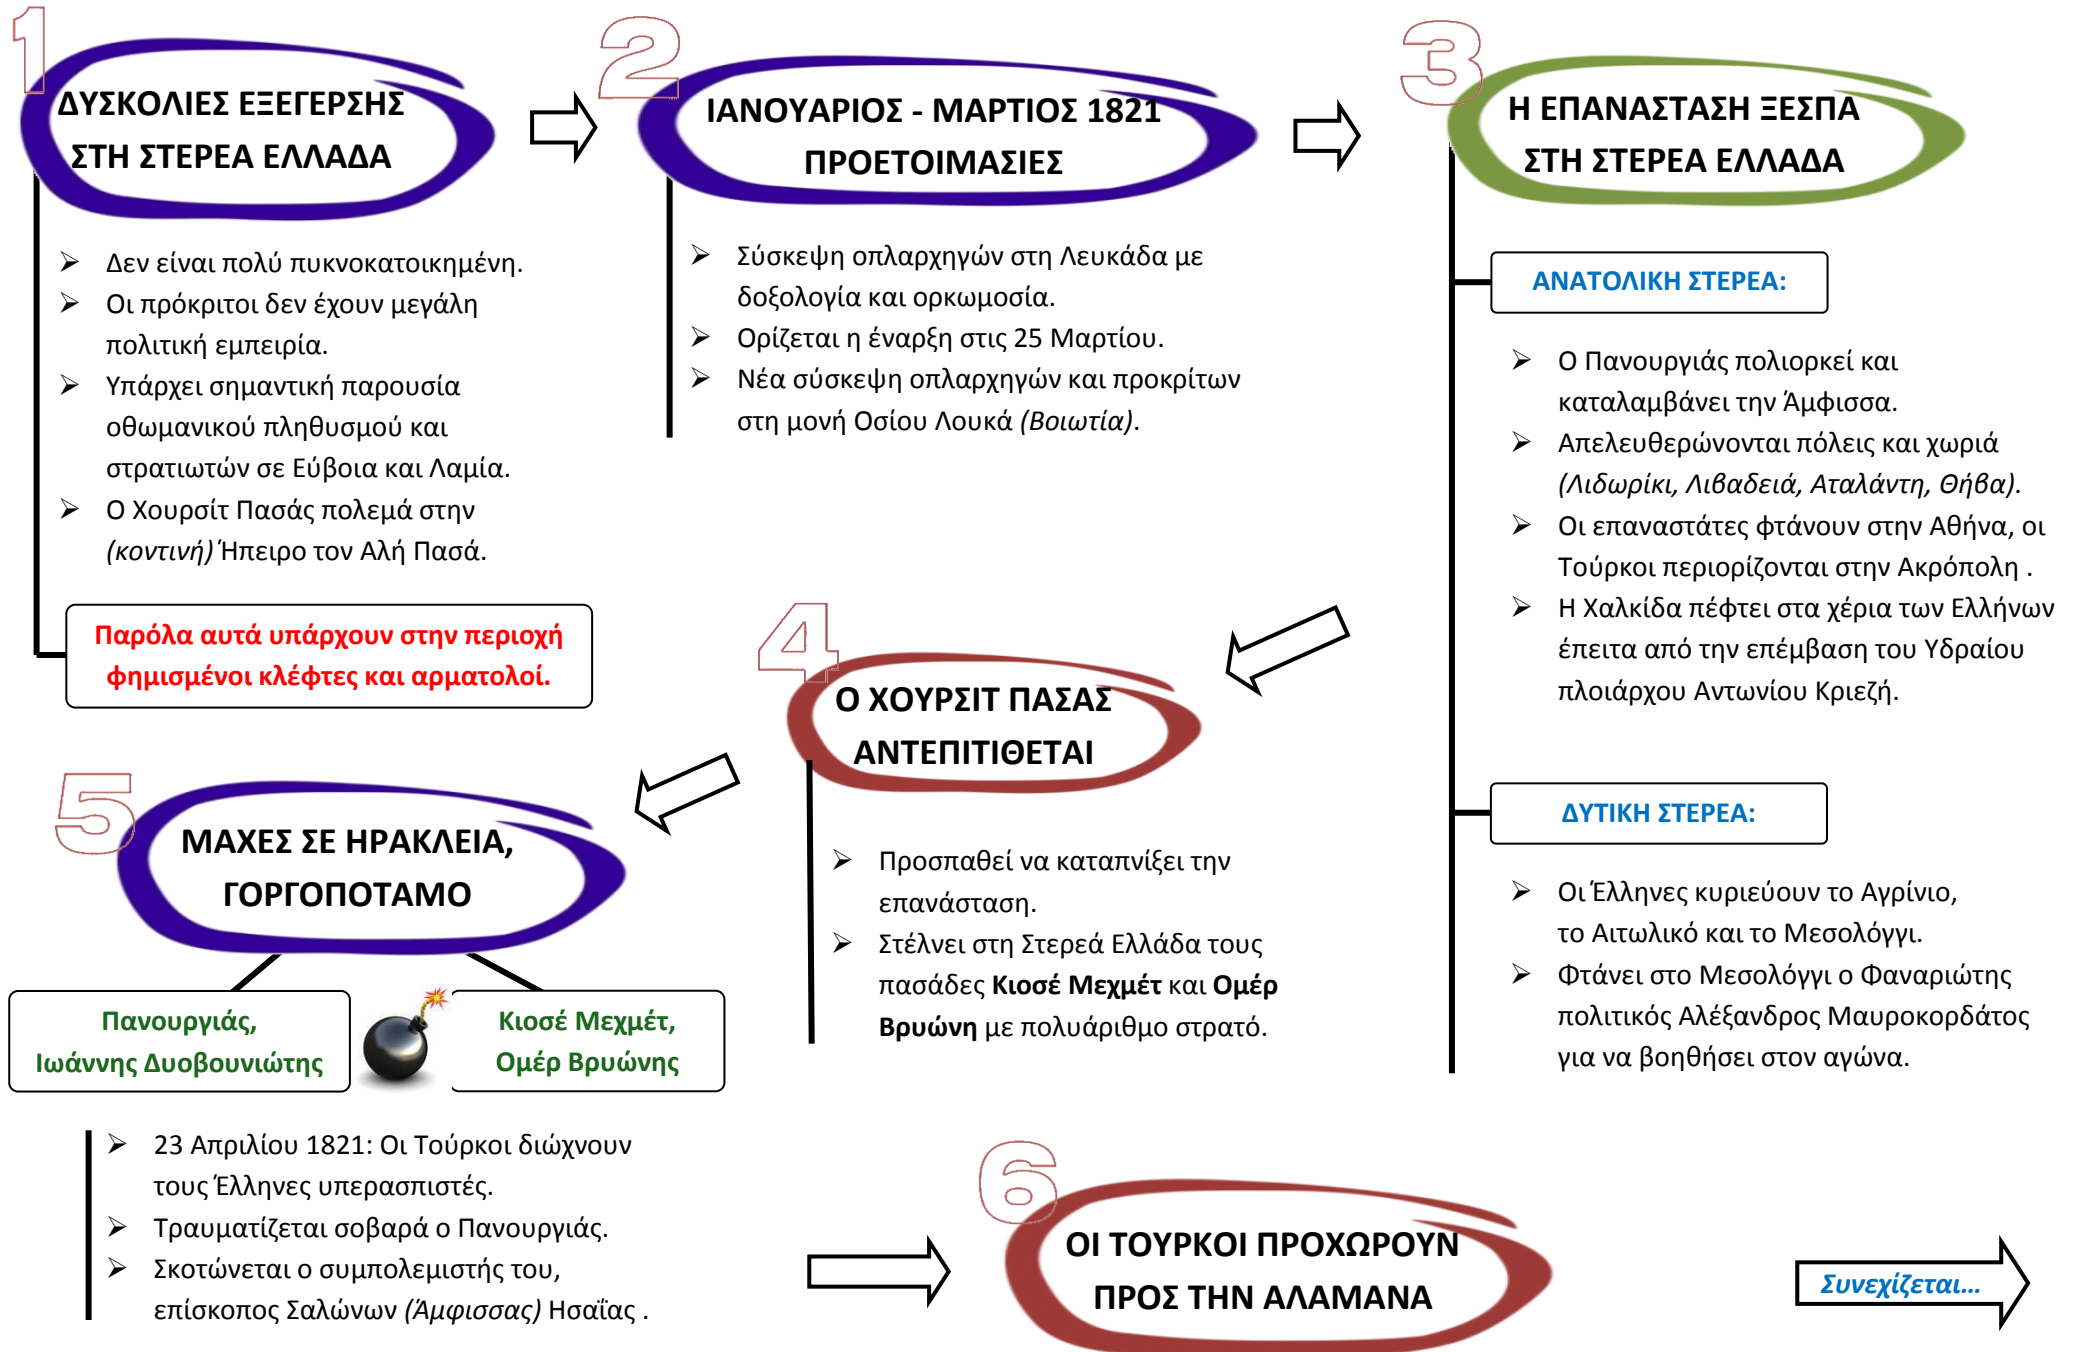 1
ΔΥΣΚΟΛΙΕΣ ΕΞΕΓΕΡΣΗΣ
ΣΤΗ ΣΤΕΡΕΑ ΕΛΛΑΔΑ
➢ Δεν είναι πολύ πυκνοκατοικημένη.
➢ Οι πρόκριτοι δεν έχουν μεγάλη
πολιτική εμπειρία.
➢ Υπάρχει σημαντική παρουσία
οθωμανικού πληθυσμού και
στρατιωτών σε Εύβοια και Λαμία.
➢ Ο Χουρσίτ Πασάς πολεμά στην
(κοντινή) Ήπειρο τον Αλή Πασά.
Παρόλα αυτά υπάρχουν στην περιοχή
φημισμένοι κλέφτες και αρματολοί.
2
ΙΑΝΟΥΑΡΙΟΣ - ΜΑΡΤΙΟΣ 1821
ΠΡΟΕΤΟΙΜΑΣΙΕΣ
➢ Σύσκεψη οπλαρχηγών στη Λευκάδα με
δοξολογία και ορκωμοσία.
➢ Ορίζεται η έναρξη στις 25 Μαρτίου.
➢ Νέα σύσκεψη οπλαρχηγών και προκρίτων
στη μονή Οσίου Λουκά (Βοιωτία).
3
Η ΕΠΑΝΑΣΤΑΣΗ ΞΕΣΠΑ
ΣΤΗ ΣΤΕΡΕΑ ΕΛΛΑΔΑ
ΑΝΑΤΟΛΙΚΗ ΣΤΕΡΕΑ:
➢ Ο Πανουργιάς πολιορκεί και
καταλαμβάνει την Άμφισσα.
➢ Απελευθερώνονται πόλεις και χωριά
(Λιδωρίκι, Λιβαδειά, Αταλάντη, Θήβα).
➢ Οι επαναστάτες φτάνουν στην Αθήνα, οι
Τούρκοι περιορίζονται στην Ακρόπολη .
➢ Η Χαλκίδα πέφτει στα χέρια των Ελλήνων
έπειτα από την επέμβαση του Υδραίου
πλοιάρχου Αντωνίου Κριεζή.
ΔΥΤΙΚΗ ΣΤΕΡΕΑ:
➢ Οι Έλληνες κυριεύουν το Αγρίνιο,
το Αιτωλικό και το Μεσολόγγι.
➢ Φτάνει στο Μεσολόγγι ο Φαναριώτης
πολιτικός Αλέξανδρος Μαυροκορδάτος
για να βοηθήσει στον αγώνα.
4
Ο ΧΟΥΡΣΙΤ ΠΑΣΑΣ
ΑΝΤΕΠΙΤΙΘΕΤΑΙ
➢ Προσπαθεί να καταπνίξει την
επανάσταση.
➢ Στέλνει στη Στερεά Ελλάδα τους
πασάδες Κιοσέ Μεχμέτ και Ομέρ
Βρυώνη με πολυάριθμο στρατό.
5
ΜΑΧΕΣ ΣΕ ΗΡΑΚΛΕΙΑ,
ΓΟΡΓΟΠΟΤΑΜΟ
Πανουργιάς,
Ιωάννης Δυοβουνιώτης
Κιοσέ Μεχμέτ,
Ομέρ Βρυώνης
➢ 23 Απριλίου 1821: Οι Τούρκοι διώχνουν
τους Έλληνες υπερασπιστές.
➢ Τραυματίζεται σοβαρά ο Πανουργιάς.
➢ Σκοτώνεται ο συμπολεμιστής του,
επίσκοπος Σαλώνων (Άμφισσας) Ησαΐας .
6
ΟΙ ΤΟΥΡΚΟΙ ΠΡΟΧΩΡΟΥΝ
ΠΡΟΣ ΤΗΝ ΑΛΑΜΑΝΑ
Συνεχίζεται...